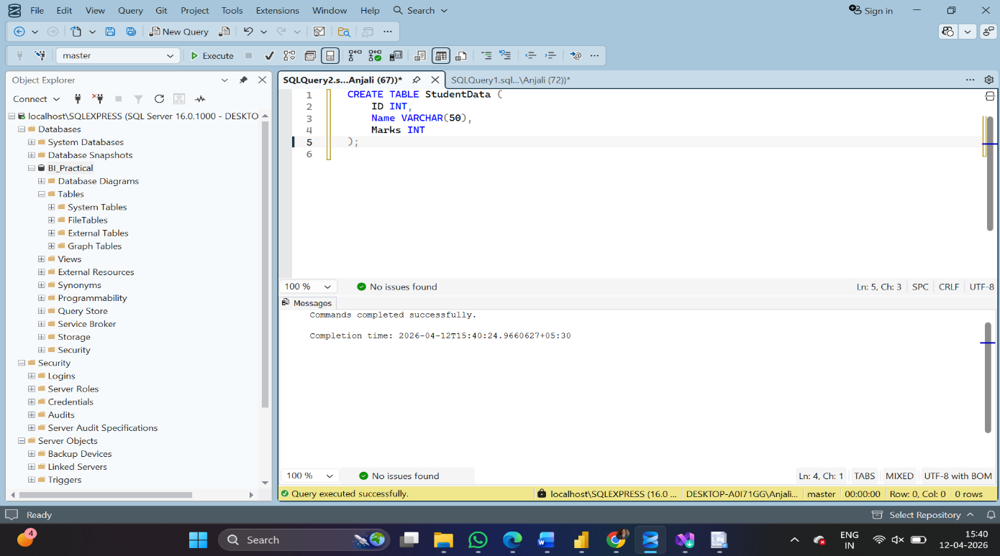 File Edit View Query Git Project Tools Extensions Window Help Search Sign in
New Query
master Execute
Object Explorer
Connect
localhost\SQLEXPRESS (SQL Server 16.0.1000 - DESKTO
Databases
System Databases
Database Snapshots
BI_Practical
Database Diagrams
Tables
System Tables
FileTables
External Tables
Graph Tables
Views
External Resources
Synonyms
Programmability
Query Store
Service Broker
Storage
Security
Security
Logins
Server Roles
Credentials
Audits
Server Audit Specifications
Server Objects
Backup Devices
Linked Servers
Triggers
SQLQuery2.s...Anjali (67))* SQLQuery1.sql...\Anjali (72))*
1 CREATE TABLE StudentData (
2 ID INT,
3 Name VARCHAR(50),
4 Marks INT
5 );
6
100 % No issues found Ln: 5, Ch: 3 SPC CRLF UTF-8
Messages
Commands completed successfully.
Completion time: 2026-04-12T15:40:24.9660627+05:30
100 % No issues found Ln: 4, Ch: 1 TABS MIXED UTF-8 with BOM
Query executed successfully. localhost\SQLEXPRESS (16.0 ... DESKTOP-A0I71GG\Anjali... master 00:00:00 Row: 0, Col: 0 0 rows
Ready Select Repository
4 Search ENG IN 15:40 12-04-2026